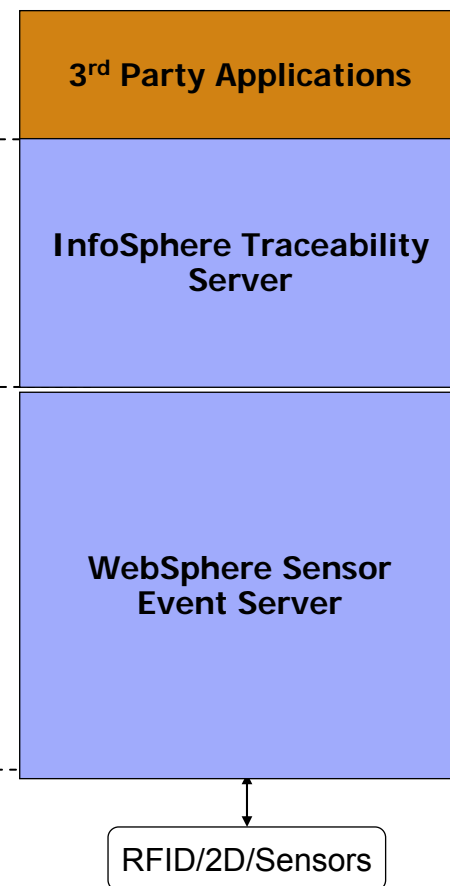 3rd Party Applications
InfoSphere Traceability
Server
WebSphere Sensor
Event Server
RFID/2D/Sensors